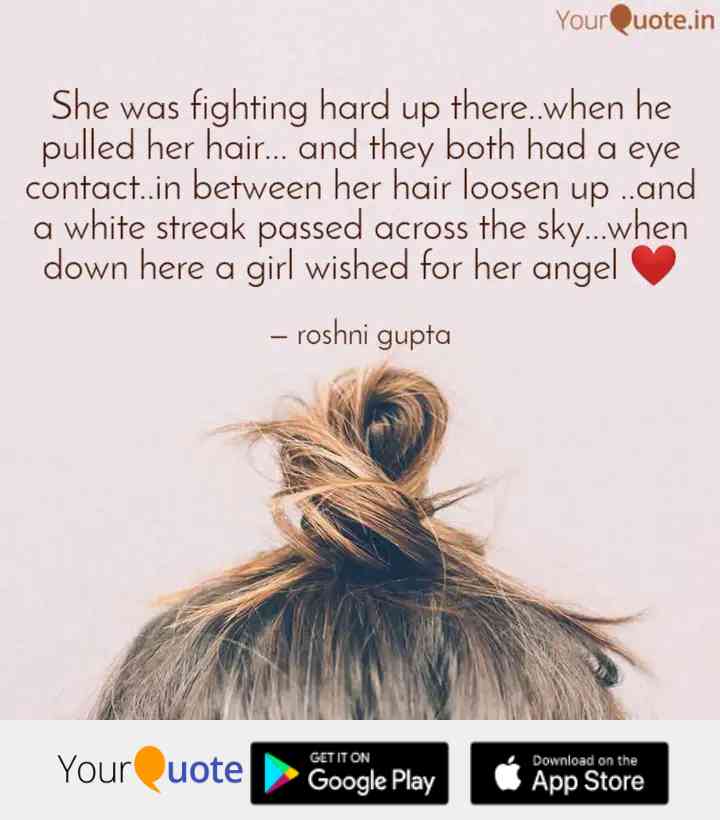 YourQuote.in
She was fighting hard up there..when he
pulled her hair... and they both had a eye
contact..in between her hair loosen up ..and
a white streak passed across the sky...when
down here a girl wished for her angel ❤️
– roshni gupta
YourQuote
GET IT ON
Google Play
Download on the
App Store